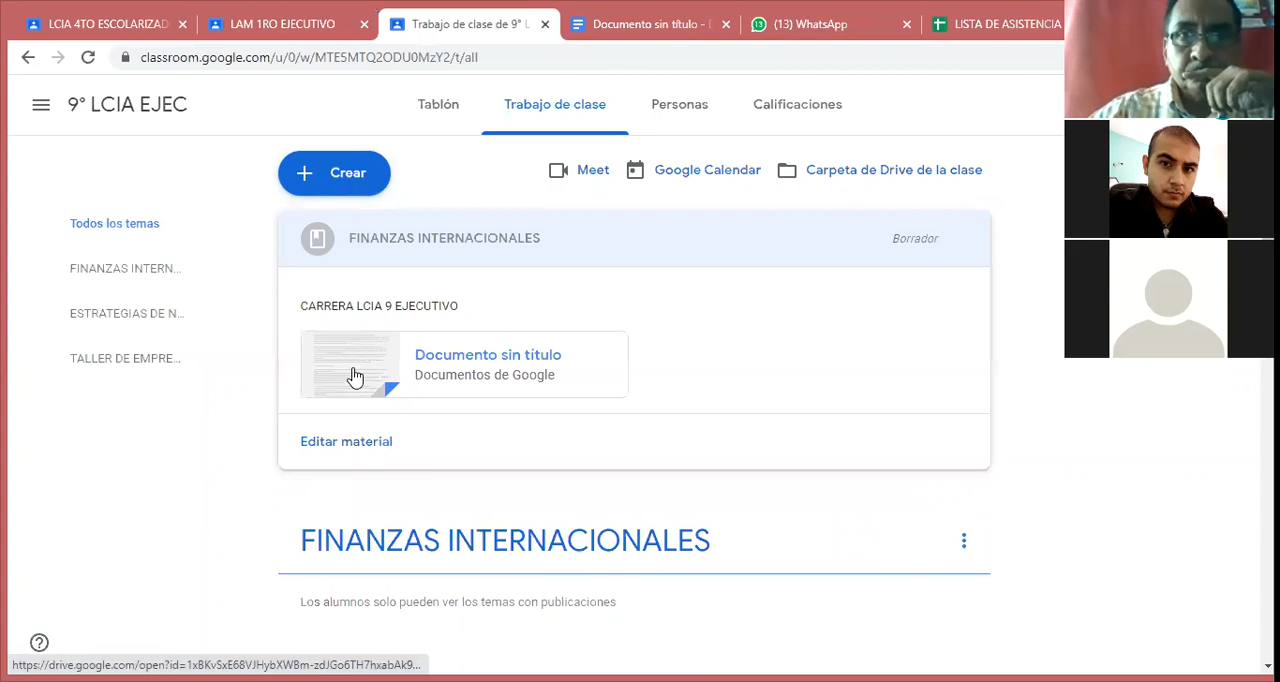 LCIA 4TO ESCOLARIZAD
LAM 1RO EJECUTIVO
Trabajo de clase de 9° L
Documento sin título -
(13) WhatsApp
LISTA DE ASISTENCIA
classroom.google.com/u/0/w/MTE5MTQ2ODU0MzY2/t/all
9° LCIA EJEC
Tablón
Trabajo de clase
Personas
Calificaciones
Crear
Meet
Google Calendar
Carpeta de Drive de la clase
Todos los temas
FINANZAS INTERN...
ESTRATEGIAS DE N...
TALLER DE EMPRE...
FINANZAS INTERNACIONALES
Borrador
CARRERA LCIA 9 EJECUTIVO
Documento sin título
Documentos de Google
Editar material
FINANZAS INTERNACIONALES
Los alumnos solo pueden ver los temas con publicaciones
https://drive.google.com/open?id=1xBKvSxE68VJHybXWBm-zdJGo6TH7hxabAk9...